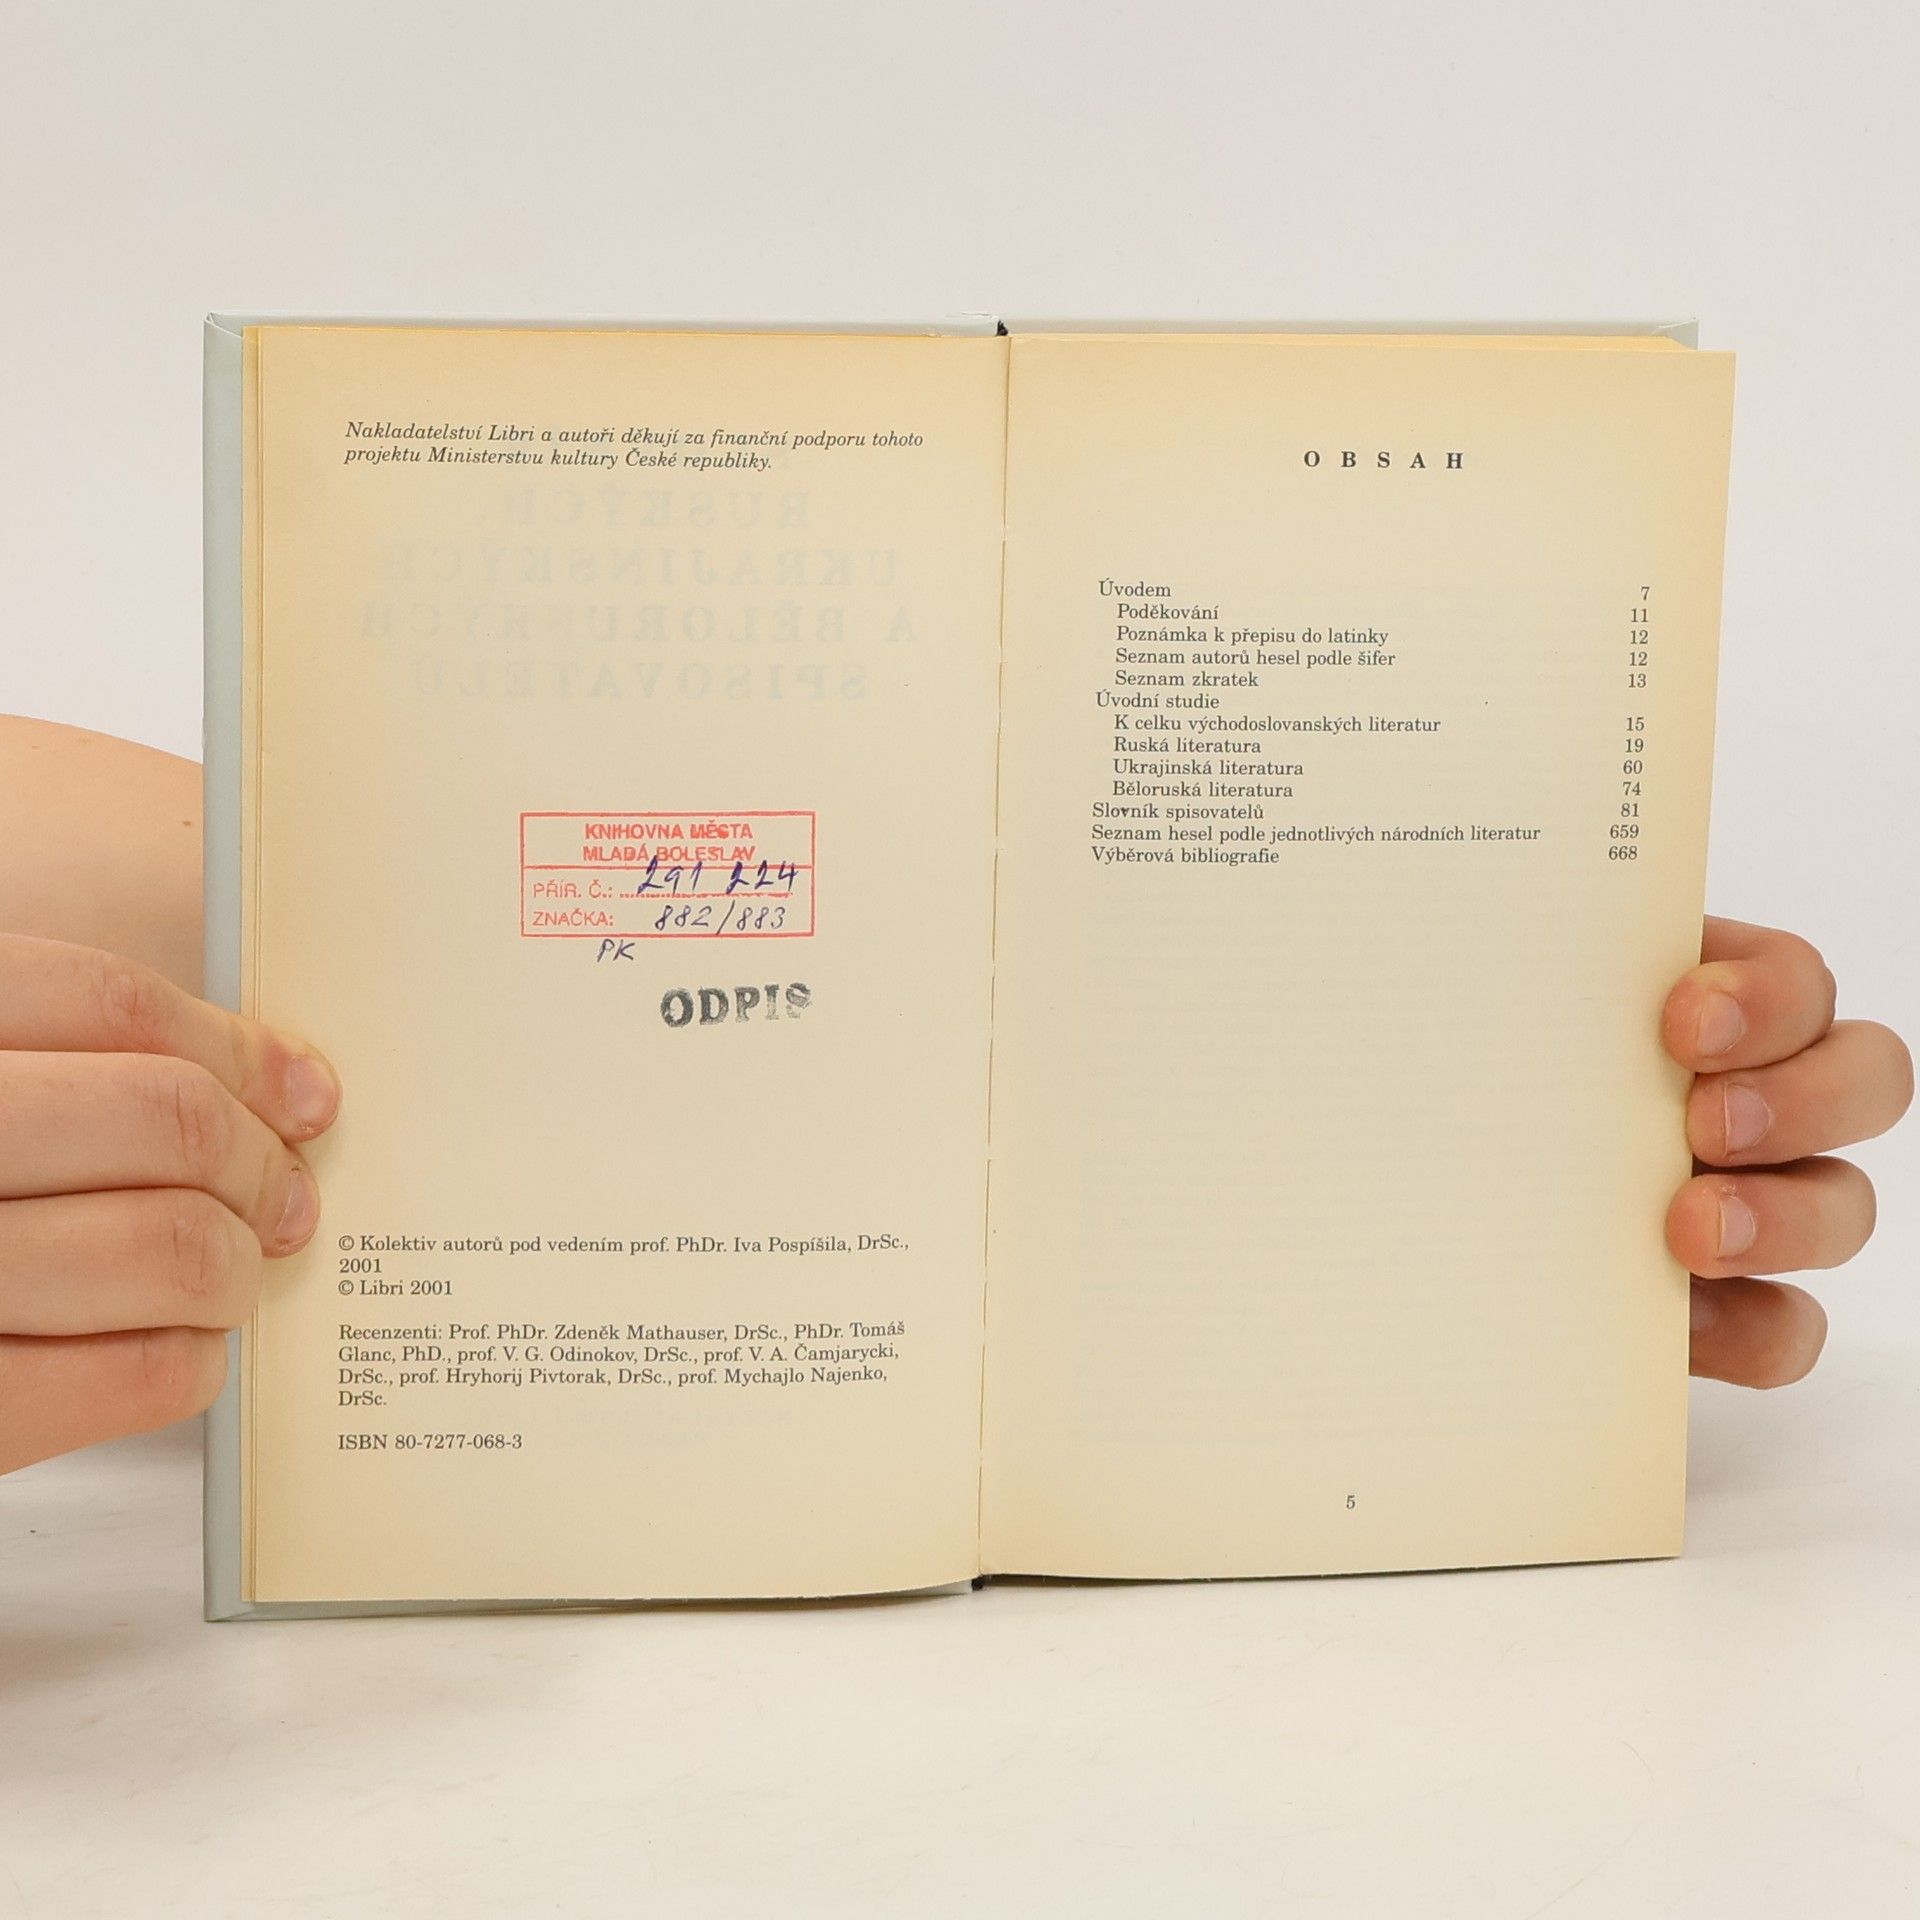 Nakladatelství Libri a autoři děkují za finanční podporu tohoto
projektu Ministerstvu kultury České republiky.
RUSKÝCH,
UKRAJINSKÝCH
A BĚLORUSKÝCH
SPISOVATELŮ
KNIHOVNA MĚSTA
MLADÁ BOLESLAV
PŘÍR. Č.: 291 224
ZNAČKA: 882/883
PK
ODPIS
© Kolektiv autorů pod vedením prof. PhDr. Iva Pospíšila, DrSc.,
2001
© Libri 2001
Recenzenti: Prof. PhDr. Zdeněk Mathauser, DrSc., PhDr. Tomáš
Glanc, PhD., prof. V. G. Odinokov, DrSc., prof. V. A. Čamjarycki,
DrSc., prof. Hryhorij Pivtorak, DrSc., prof. Mychajlo Najenko,
DrSc.
ISBN 80-7277-068-3
OBSAH
Úvodem 7
Poděkování 11
Poznámka k přepisu do latinky 12
Seznam autorů hesel podle šifer 12
Seznam zkratek 13
Úvodní studie
K celku východoslovanských literatur 15
Ruská literatura 19
Ukrajinská literatura 60
Běloruská literatura 74
Slovník spisovatelů 81
Seznam hesel podle jednotlivých národních literatur 659
Výběrová bibliografie 668
5